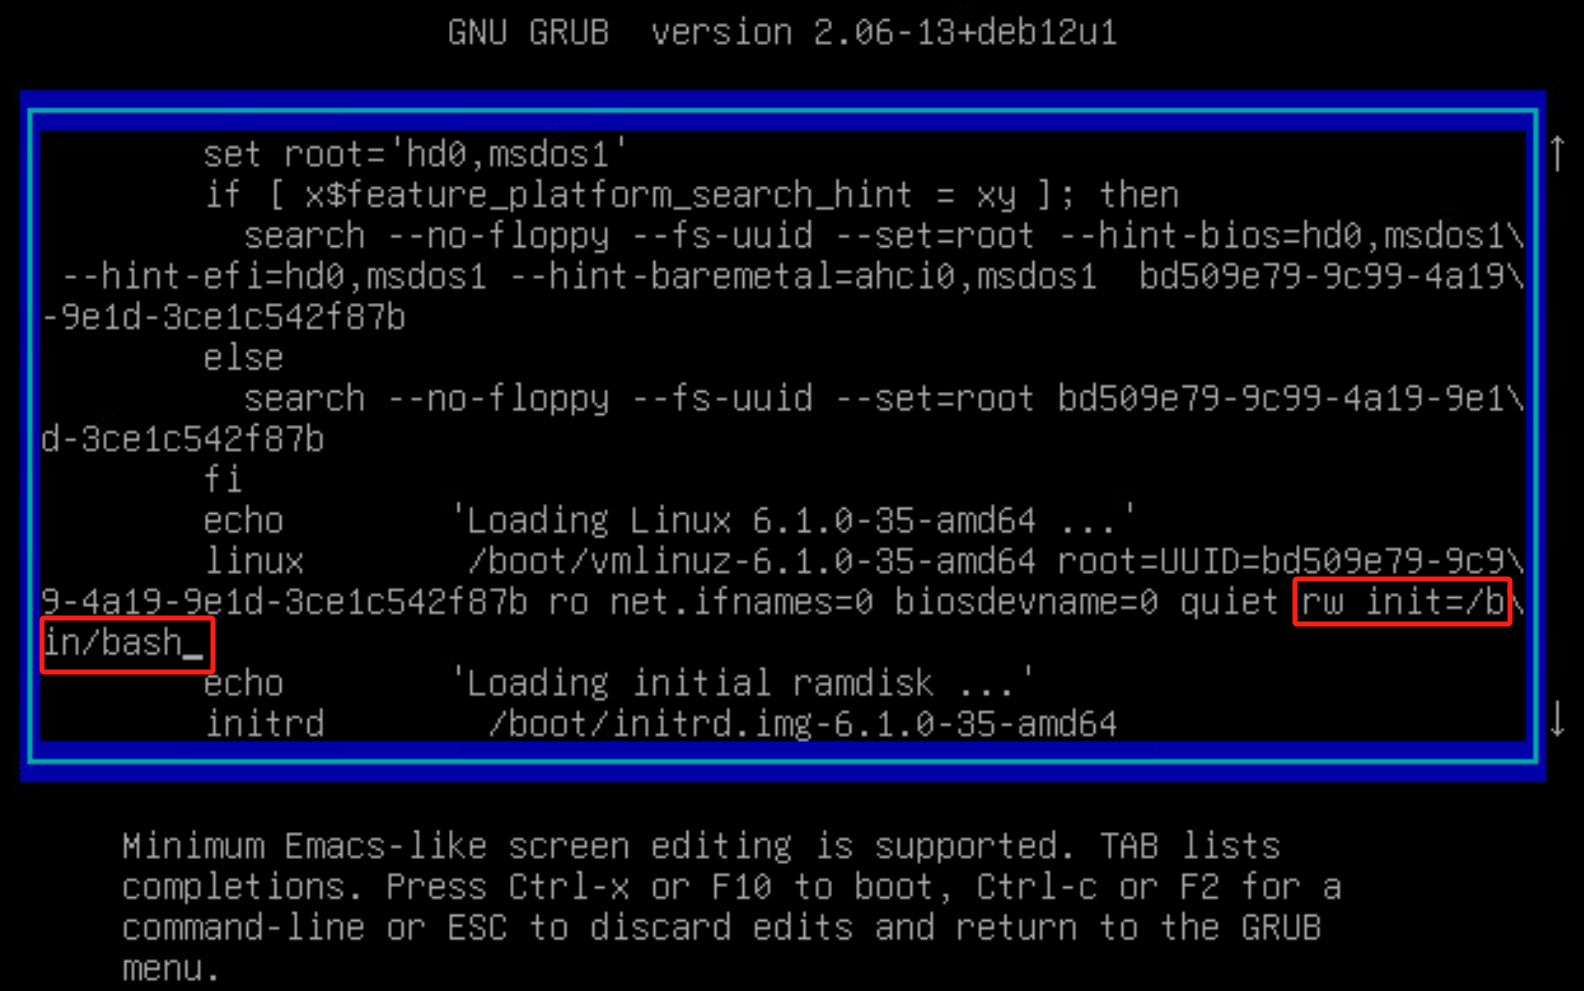 GNU GRUB  version 2.06-13+deb12u1
set root='hd0,msdos1'
if [ x$feature_platform_search_hint = xy ]; then
search --no-floppy --fs-uuid --set=root --hint-bios=hd0,msdos1\
--hint-efi=hd0,msdos1 --hint-baremetal=ahci0,msdos1  bd509e79-9c99-4a19\
-9e1d-3ce1c542f87b
else
search --no-floppy --fs-uuid --set=root bd509e79-9c99-4a19-9e1\
d-3ce1c542f87b
fi
echo        'Loading Linux 6.1.0-35-amd64 ...'
linux        /boot/vmlinuz-6.1.0-35-amd64 root=UUID=bd509e79-9c9\
9-4a19-9e1d-3ce1c542f87b ro net.ifnames=0 biosdevname=0 quiet rw init=/b\
in/bash_
echo        'Loading initial ramdisk ...'
initrd        /boot/initrd.img-6.1.0-35-amd64
Minimum Emacs-like screen editing is supported. TAB lists
completions. Press Ctrl-x or F10 to boot, Ctrl-c or F2 for a
command-line or ESC to discard edits and return to the GRUB
menu.